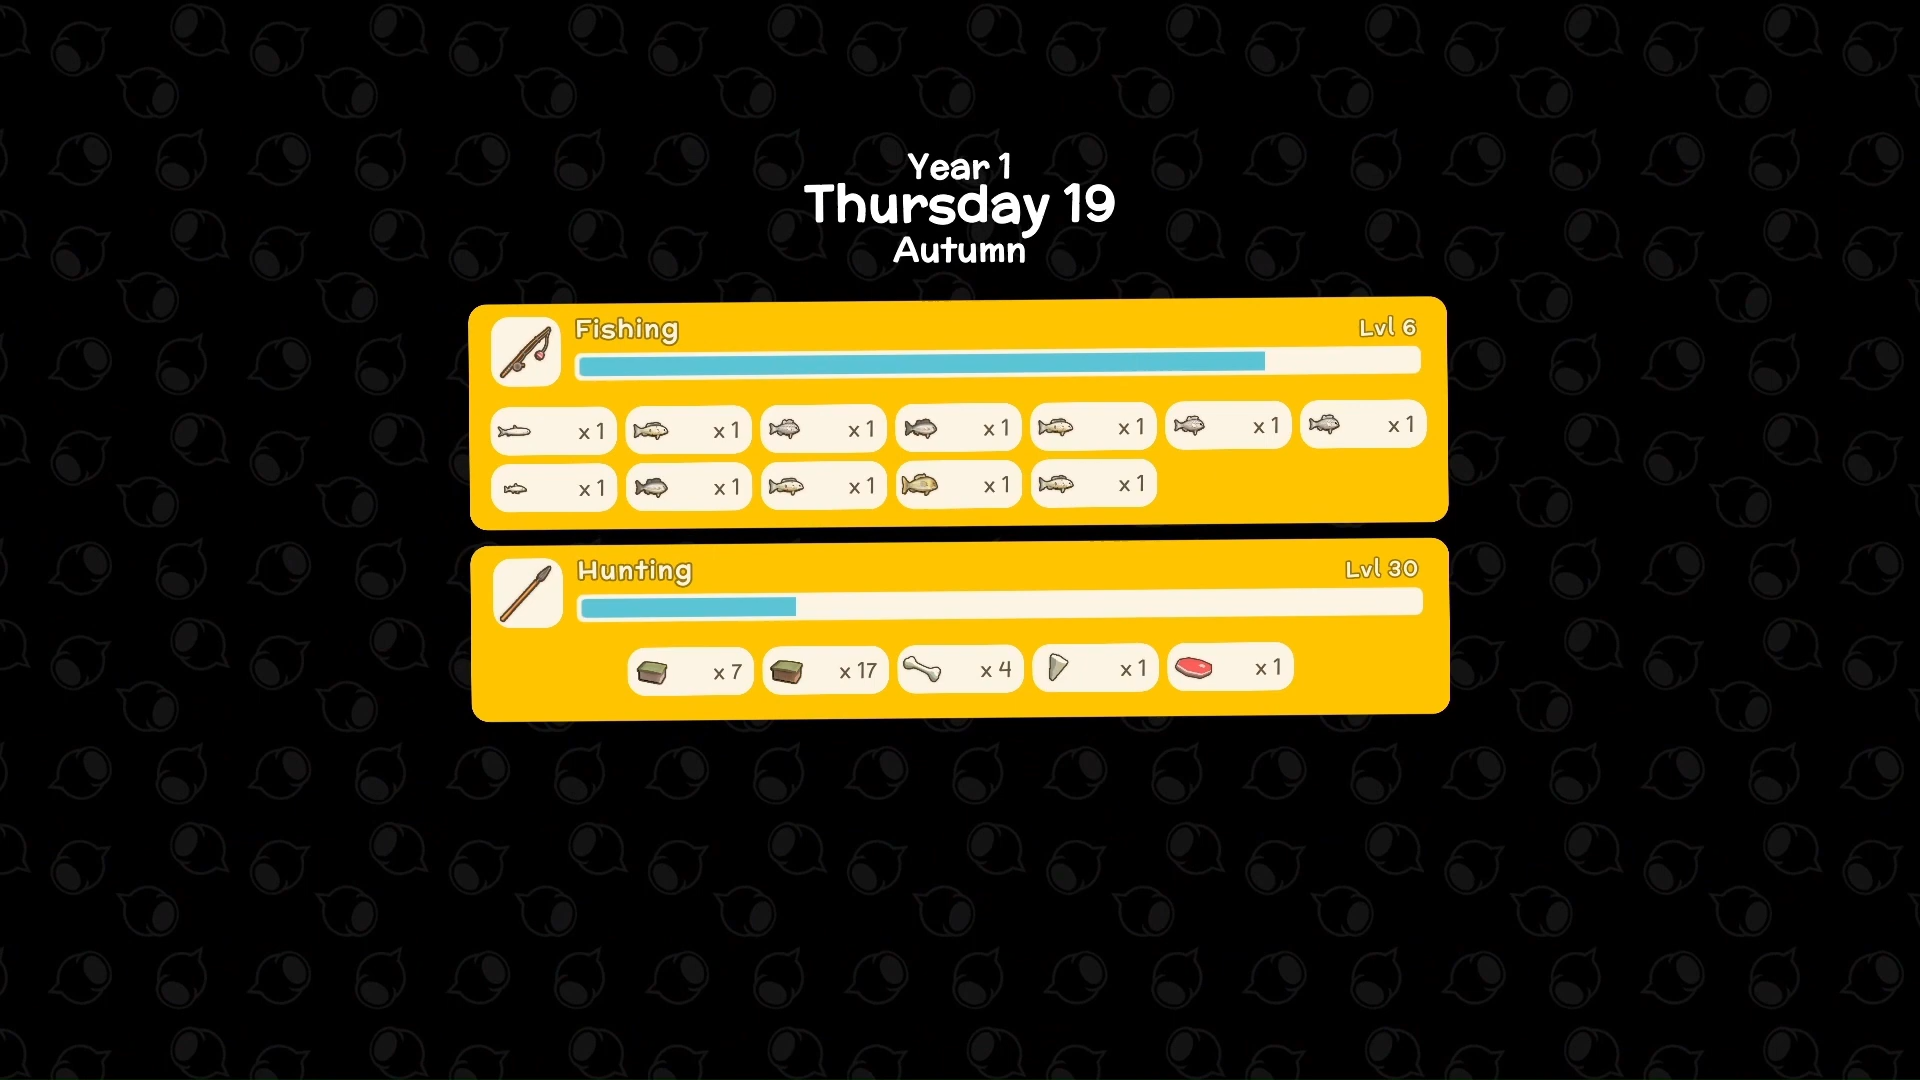 Year 1
Thursday 19
Autumn
Fishing Lvl 6
x 1 x 1 x 1 x 1 x 1 x 1 x 1
x 1 x 1 x 1 x 1 x 1
Hunting Lvl 30
x 7 x 17 x 4 x 1 x 1